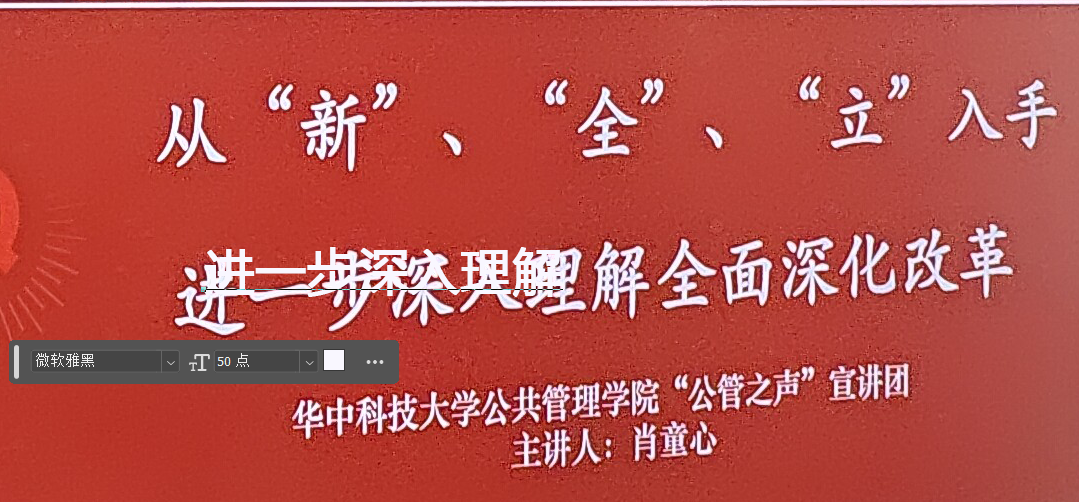 从“新”、“全”、“立”入手
进一步深入理解全面深化改革
进一步深入理解
微软雅黑 50 点
华中科技大学公共管理学院“公管之声”宣讲团
主讲人：肖童心